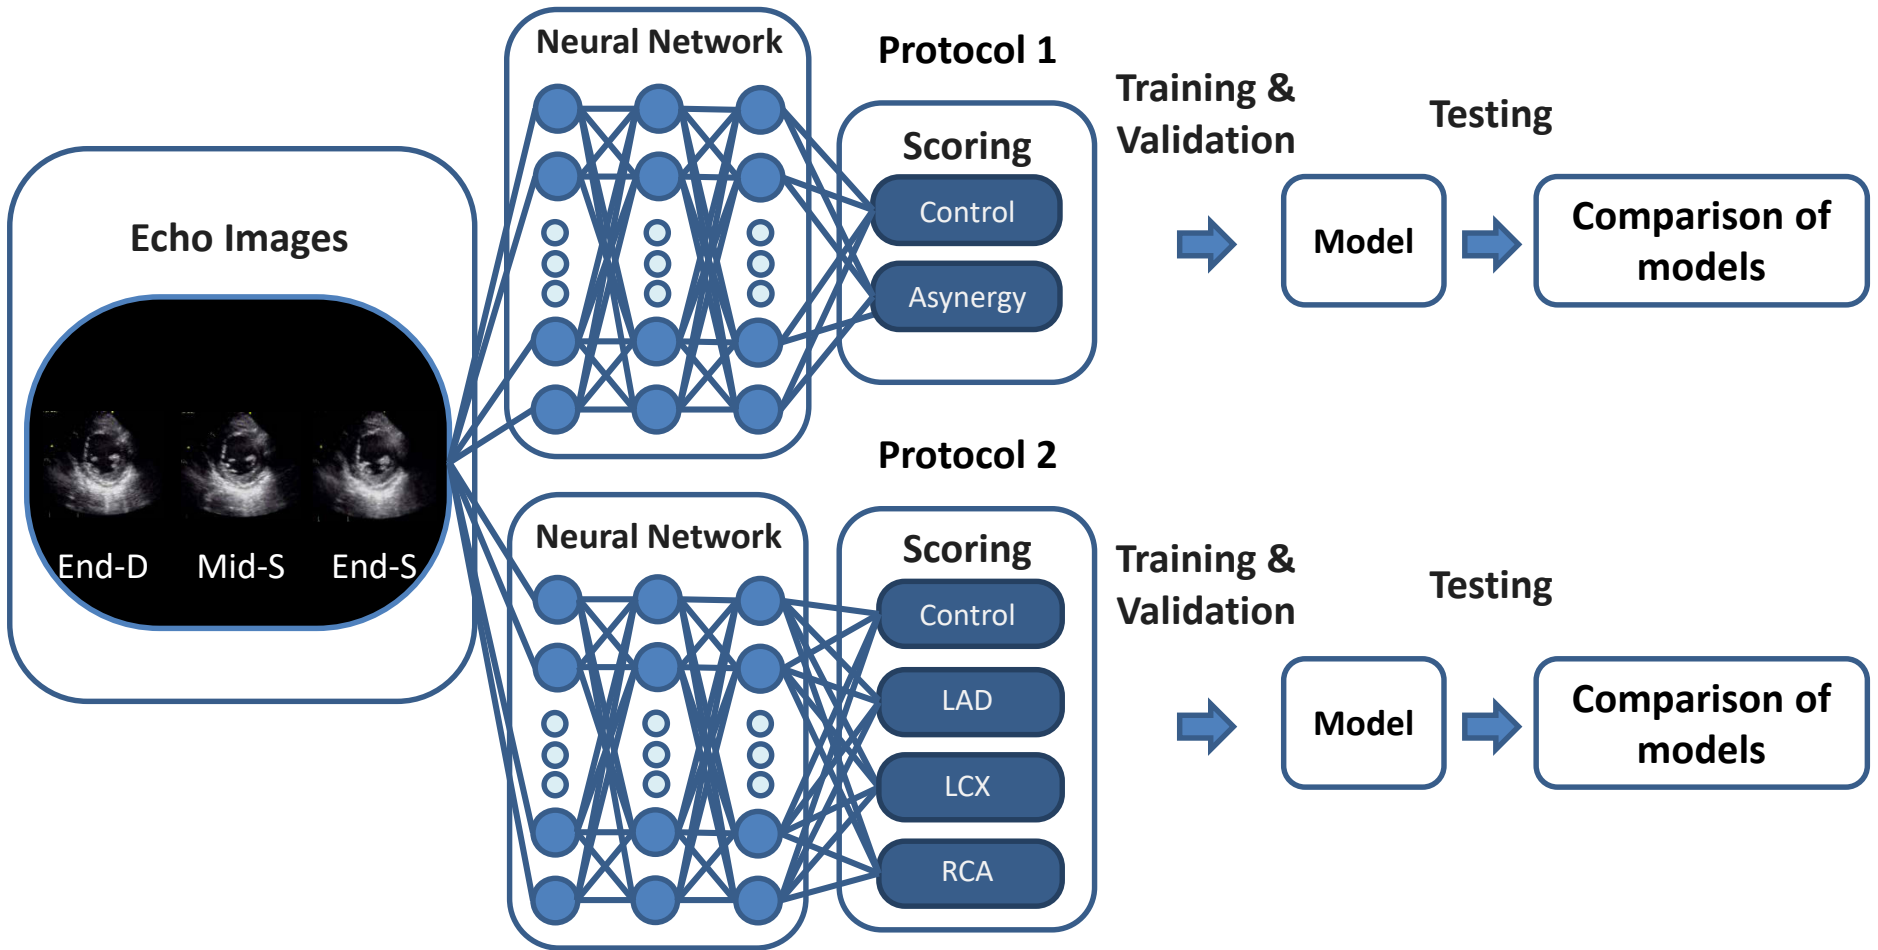 Echo Images
End-D
Mid-S
End-S
Neural Network
Protocol 1
Scoring
Control
Asynergy
Training &
Validation
Testing
Model
Comparison of
models
Neural Network
Protocol 2
Scoring
Control
LAD
LCX
RCA
Training &
Validation
Testing
Model
Comparison of
models